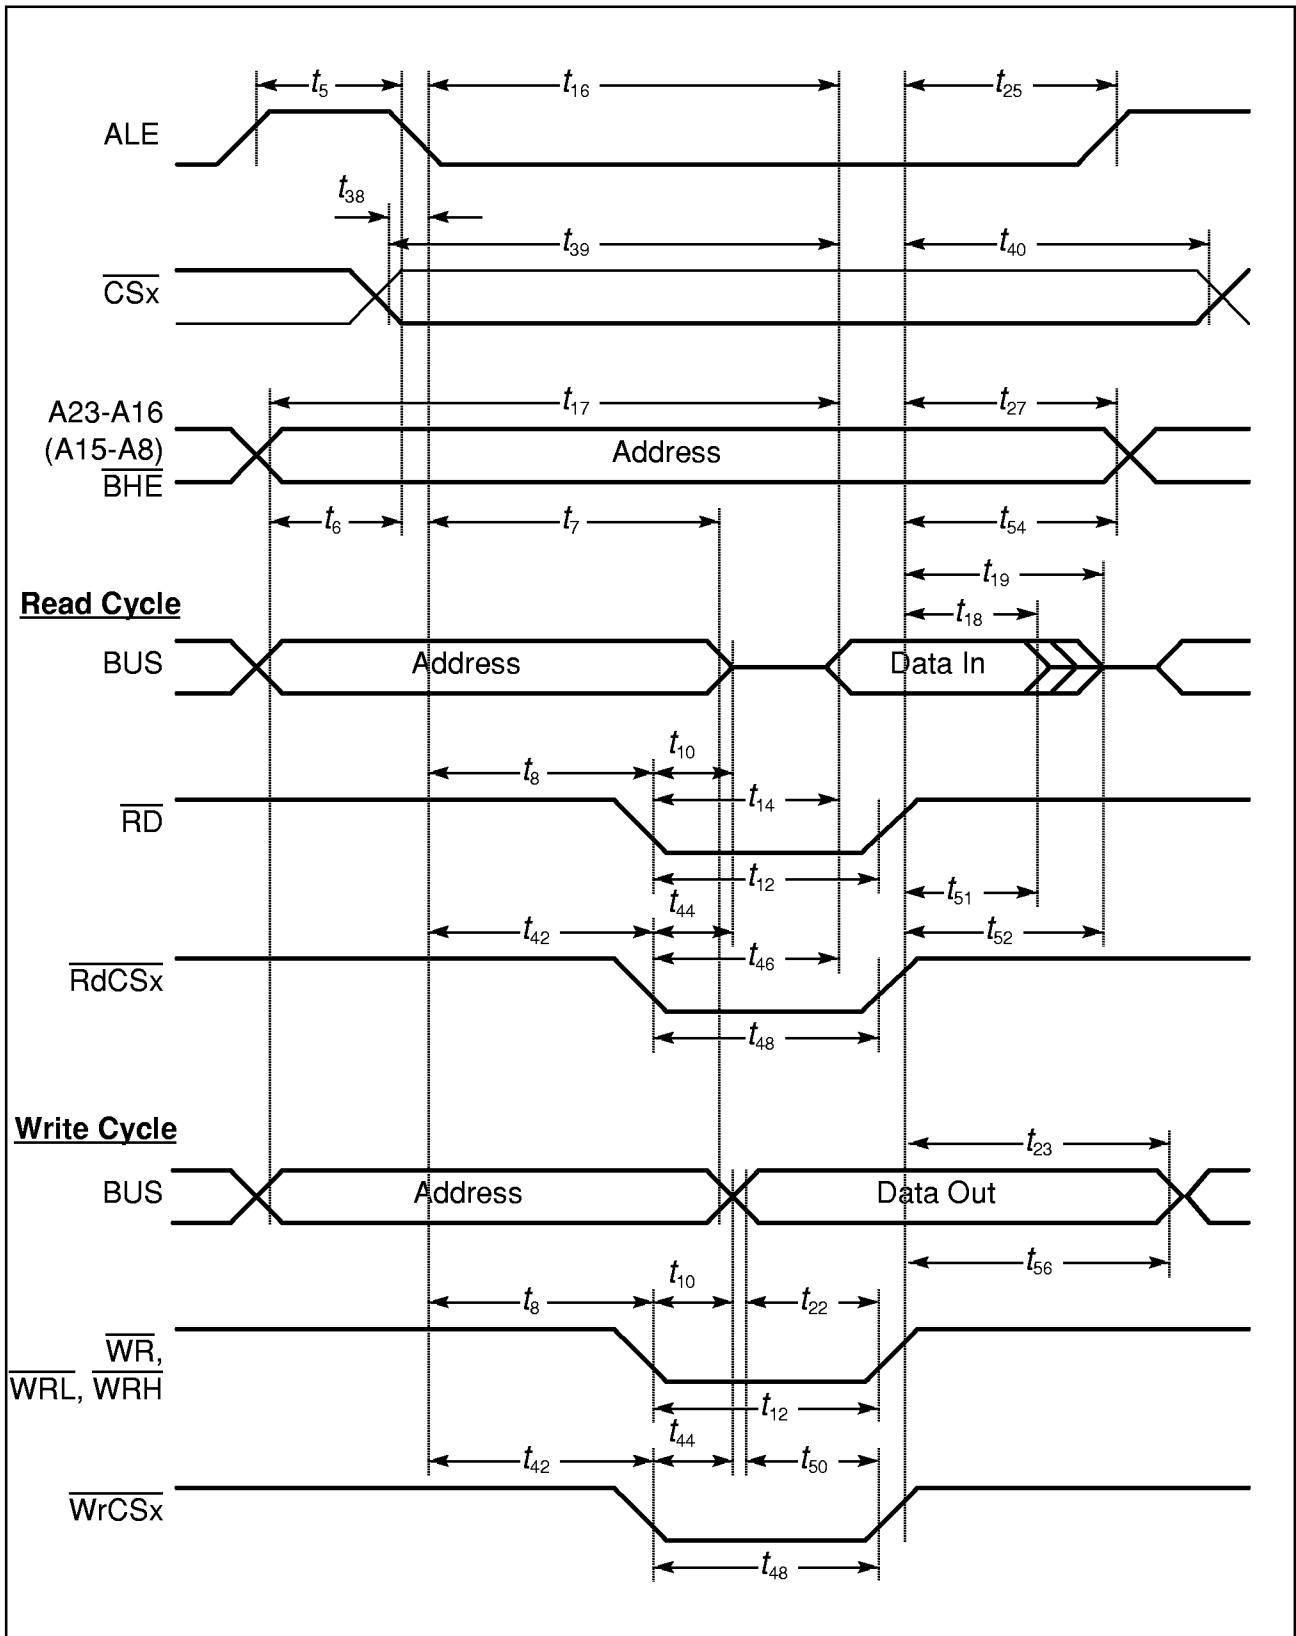 t5 t16 t25
ALE
t38
t39 t40
CSx
t17 t27
A23-A16
(A15-A8)
BHE
Address
t6 t7 t54
t19
Read Cycle
t18
BUS Address Data In
t10
t8
t14
RD
t12
t51
t44
t42 t52
t46
RdCSx
t48
Write Cycle
t23
BUS Address Data Out
t56
t10
t8 t22
WR,
WRL, WRH
t12
t44
t42 t50
WrCSx
t48